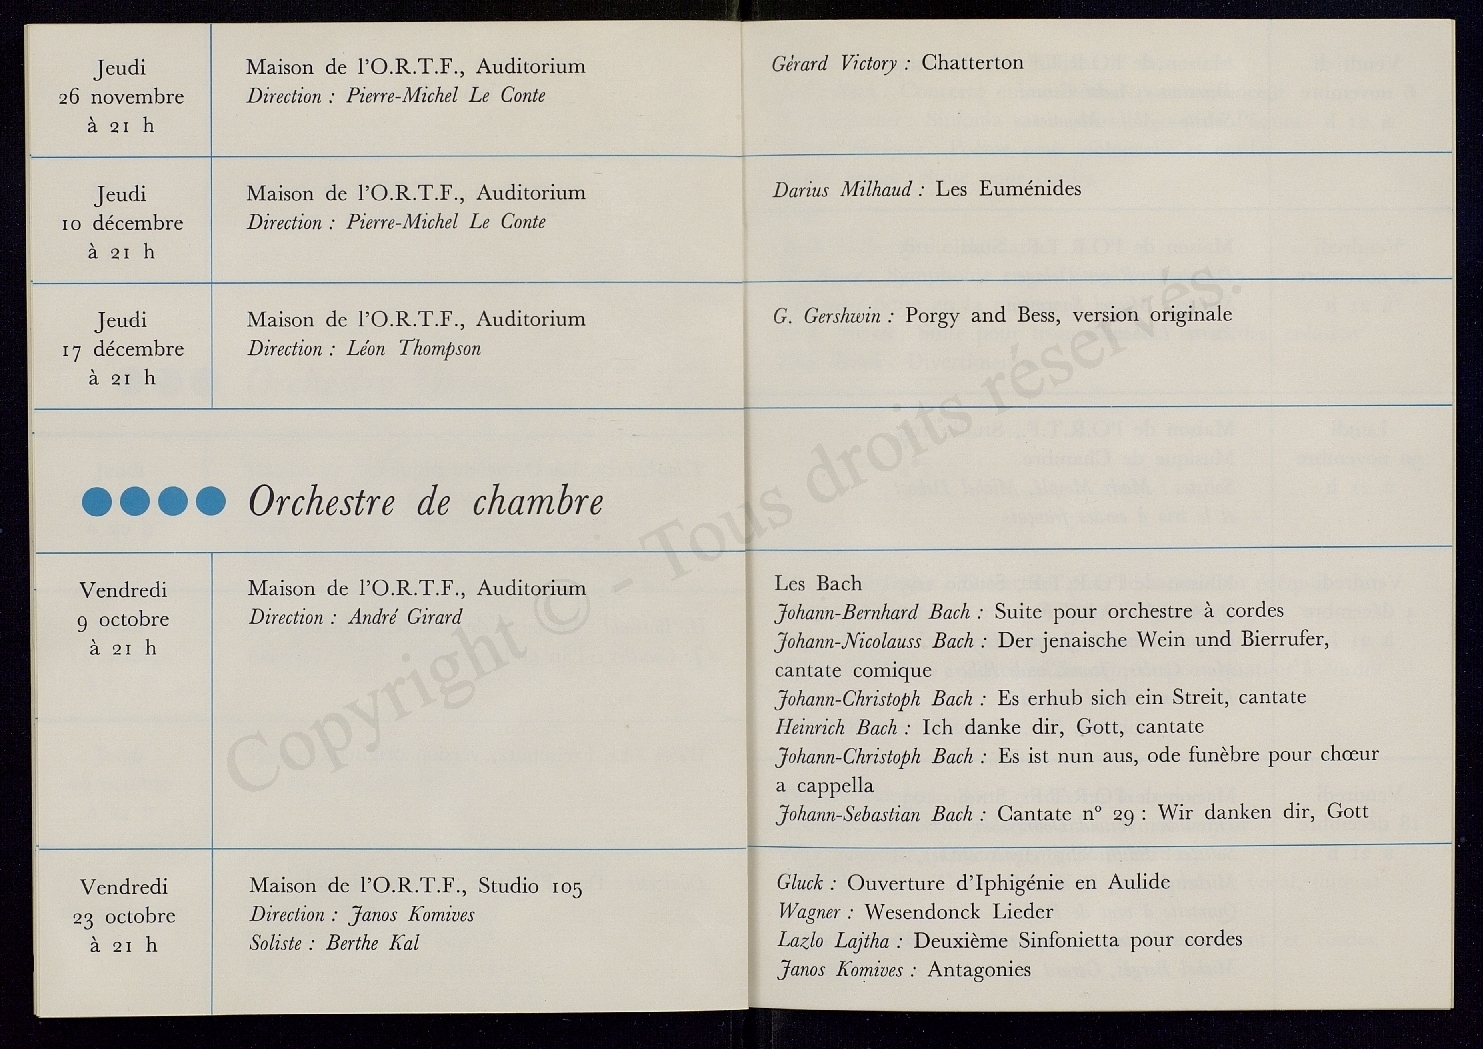 Jeudi
26 novembre
à 21 h
Maison de l'O.R.T.F., Auditorium
Direction : Pierre-Michel Le Conte
Gérard Victory : Chatterton
Jeudi
10 décembre
à 21 h
Maison de l'O.R.T.F., Auditorium
Direction : Pierre-Michel Le Conte
Darius Milhaud : Les Euménides
Jeudi
17 décembre
à 21 h
Maison de l'O.R.T.F., Auditorium
Direction : Léon Thompson
G. Gershwin : Porgy and Bess, version originale
Orchestre de chambre
Vendredi
9 octobre
à 21 h
Maison de l'O.R.T.F., Auditorium
Direction : André Girard
Les Bach
Johann-Bernhard Bach : Suite pour orchestre à cordes
Johann-Nicolauss Bach : Der jenaische Wein und Bierrufer,
cantate comique
Johann-Christoph Bach : Es erhub sich ein Streit, cantate
Heinrich Bach : Ich danke dir, Gott, cantate
Johann-Christoph Bach : Es ist nun aus, ode funèbre pour chœur
a cappella
Johann-Sebastian Bach : Cantate n° 29 : Wir danken dir, Gott
Vendredi
23 octobre
à 21 h
Maison de l'O.R.T.F., Studio 105
Direction : Janos Komives
Soliste : Berthe Kal
Gluck : Ouverture d'Iphigénie en Aulide
Wagner : Wesendonck Lieder
Lazlo Lajtha : Deuxième Sinfonietta pour cordes
Janos Komives : Antagonies
Copyright © - Tous droits réservés.